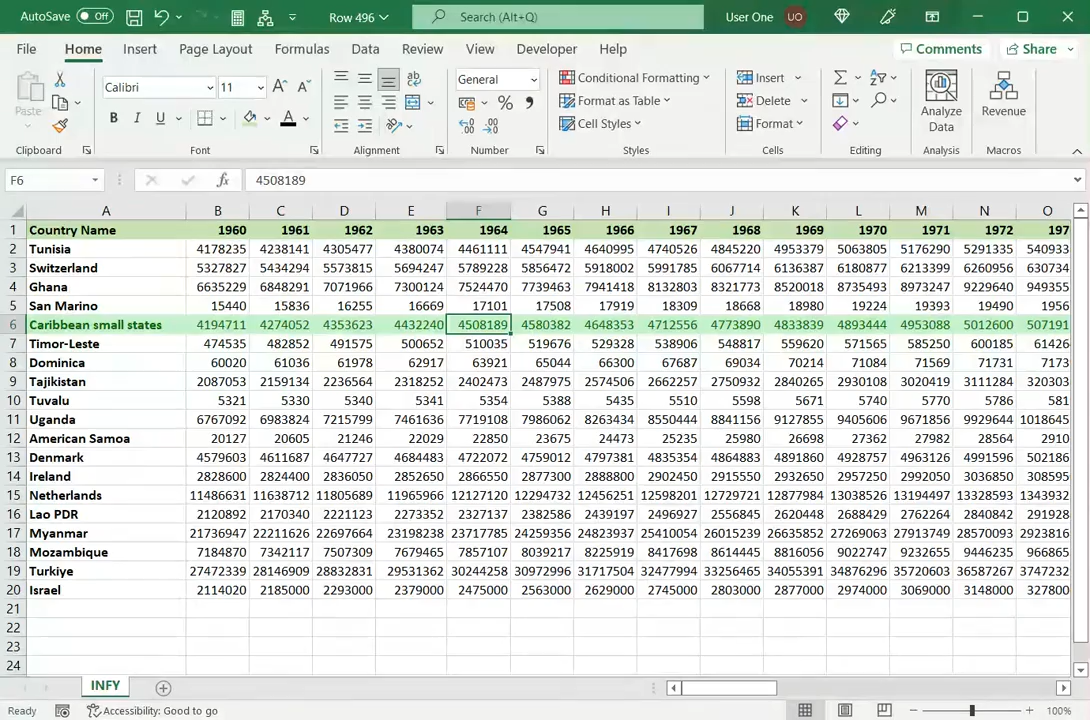 AutoSave Off Row 496 Search (Alt+Q) User One UO
File Home Insert Page Layout Formulas Data Review View Developer Help Comments Share
Paste Calibri 11 B I U A A A ab General % 9 Conditional Formatting Format as Table Cell Styles Insert Delete Format Analyze Data Revenue
Clipboard Font Alignment Number Styles Cells Editing Analysis Macros
F6 fx 4508189
A B C D E F G H I J K L M N O
1 Country Name 1960 1961 1962 1963 1964 1965 1966 1967 1968 1969 1970 1971 1972 197
2 Tunisia 4178235 4238141 4305477 4380074 4461111 4547941 4640995 4740526 4845220 4953379 5063805 5176290 5291335 540933
3 Switzerland 5327827 5434294 5573815 5694247 5789228 5856472 5918002 5991785 6067714 6136387 6180877 6213399 6260956 630734
4 Ghana 6635229 6848291 7071966 7300124 7524470 7739463 7941418 8132803 8321773 8520018 8735493 8973247 9229640 949355
5 San Marino 15440 15836 16255 16669 17101 17508 17919 18309 18668 18980 19224 19393 19490 1956
6 Caribbean small states 4194711 4274052 4353623 4432240 4508189 4580382 4648353 4712556 4773890 4833839 4893444 4953088 5012600 507191
7 Timor-Leste 474535 482852 491575 500652 510035 519676 529328 538906 548817 559620 571565 585250 600185 61426
8 Dominica 60020 61036 61978 62917 63921 65044 66300 67687 69034 70214 71084 71569 71731 7173
9 Tajikistan 2087053 2159134 2236564 2318252 2402473 2487975 2574506 2662257 2750932 2840265 2930108 3020419 3111284 320303
10 Tuvalu 5321 5330 5340 5341 5354 5388 5435 5510 5598 5671 5740 5770 5786 581
11 Uganda 6767092 6983824 7215799 7461636 7719108 7986062 8263434 8550444 8841156 9127855 9405606 9671856 9929644 1018645
12 American Samoa 20127 20605 21246 22029 22850 23675 24473 25235 25980 26698 27362 27982 28564 2910
13 Denmark 4579603 4611687 4647727 4684483 4722072 4759012 4797381 4835354 4864883 4891860 4928757 4963126 4991596 502186
14 Ireland 2828600 2824400 2836050 2852650 2866550 2877300 2888800 2902450 2915550 2932650 2957250 2992050 3036850 308595
15 Netherlands 11486631 11638712 11805689 11965966 12127120 12294732 12456251 12598201 12729721 12877984 13038526 13194497 13328593 1343932
16 Lao PDR 2120892 2170340 2221123 2273352 2327137 2382586 2439197 2496927 2556845 2620448 2688429 2762264 2840842 291928
17 Myanmar 21736947 22211626 22697664 23198238 23717785 24259356 24823937 25410054 26015239 26635852 27269063 27913749 28570093 2923816
18 Mozambique 7184870 7342117 7507309 7679465 7857107 8039217 8225919 8417698 8614445 8816056 9022747 9232655 9446235 966865
19 Turkiye 27472339 28146909 28832831 29531362 30244258 30972996 31717504 32477994 33256465 34055391 34876296 35720603 36587267 3747232
20 Israel 2114020 2185000 2293000 2379000 2475000 2563000 2629000 2745000 2803000 2877000 2974000 3069000 3148000 327800
21
22
23
24
INFY
Ready Accessibility: Good to go 100%